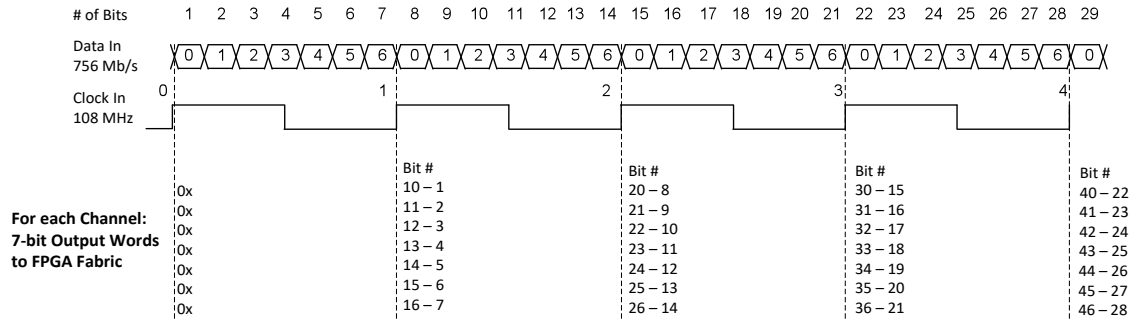 # of Bits 1 2 3 4 5 6 7 8 9 10 11 12 13 14 15 16 17 18 19 20 21 22 23 24 25 26 27 28 29
Data In
756 Mb/s
0 1 2 3 4 5 6 0 1 2 3 4 5 6 0 1 2 3 4 5 6 0 1 2 3 4 5 6 0
Clock In
108 MHz
0 1 2 3 4
For each Channel:
7-bit Output Words
to FPGA Fabric
0x
0x
0x
0x
0x
0x
0x
Bit #
10 – 1
11 – 2
12 – 3
13 – 4
14 – 5
15 – 6
16 – 7
Bit #
20 – 8
21 – 9
22 – 10
23 – 11
24 – 12
25 – 13
26 – 14
Bit #
30 – 15
31 – 16
32 – 17
33 – 18
34 – 19
35 – 20
36 – 21
Bit #
40 – 22
41 – 23
42 – 24
43 – 25
44 – 26
45 – 27
46 – 28